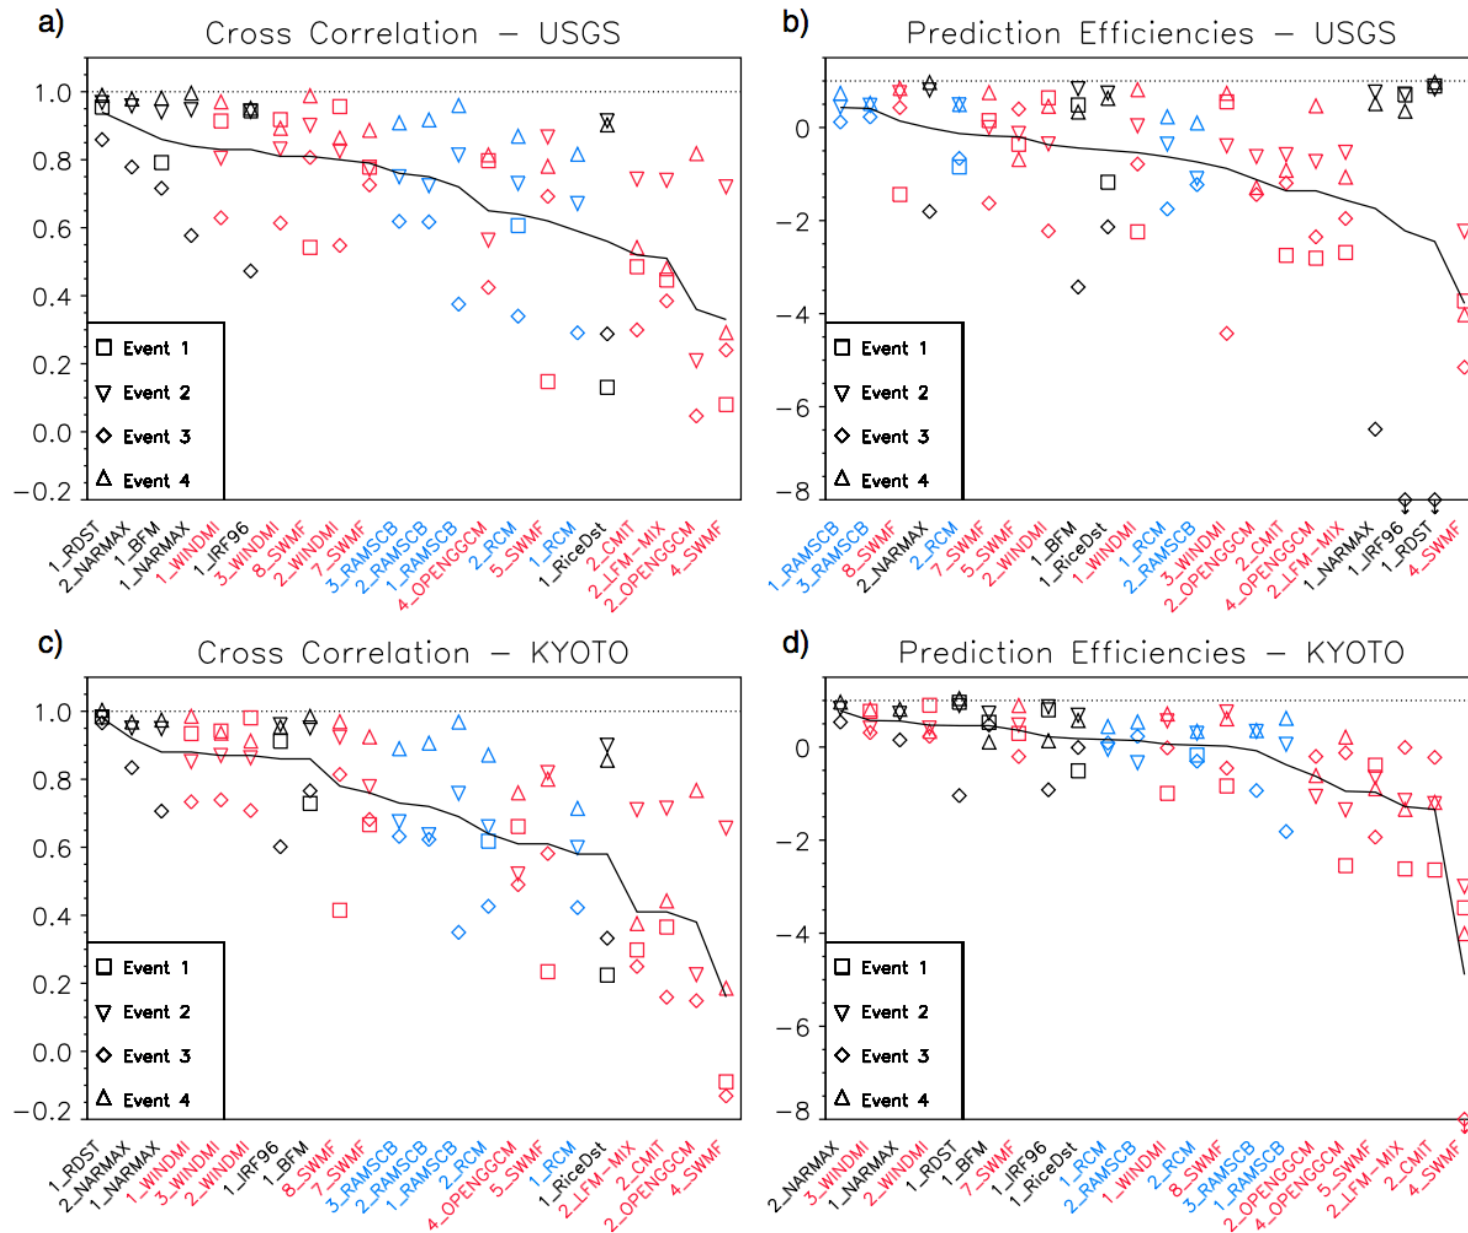 a)
Cross Correlation – USGS
1.0
0.8
0.6
0.4
0.2
0.0
−0.2
Event 1
Event 2
Event 3
Event 4
1_RDST
2_NARMAX
1_BFM
1_NARMAX
1_WINDMI
1_IRF96
3_WINDMI
8_SWMF
2_WINDMI
7_SWMF
3_RAMSCB
2_RAMSCB
1_RAMSCB
4_OPENGGCM
2_RCM
5_SWMF
1_RCM
1_RiceDst
2_CMIT
2_LFM−MIX
2_OPENGGCM
4_SWMF
b)
Prediction Efficiencies – USGS
0
−2
−4
−6
−8
Event 1
Event 2
Event 3
Event 4
1_RAMSCB
3_RAMSCB
8_SWMF
2_NARMAX
2_RCM
7_SWMF
5_SWMF
2_WINDMI
1_BFM
1_RiceDst
1_WINDMI
1_RCM
2_RAMSCB
3_WINDMI
2_OPENGGCM
2_CMIT
4_OPENGGCM
2_LFM−MIX
1_NARMAX
1_IRF96
1_RDST
4_SWMF
c)
Cross Correlation – KYOTO
1.0
0.8
0.6
0.4
0.2
0.0
−0.2
Event 1
Event 2
Event 3
Event 4
1_RDST
2_NARMAX
1_NARMAX
1_WINDMI
3_WINDMI
2_WINDMI
1_IRF96
1_BFM
8_SWMF
7_SWMF
3_RAMSCB
2_RAMSCB
1_RAMSCB
2_RCM
4_OPENGGCM
5_SWMF
1_RCM
1_RiceDst
2_LFM−MIX
2_CMIT
2_OPENGGCM
4_SWMF
d)
Prediction Efficiencies – KYOTO
0
−2
−4
−6
−8
Event 1
Event 2
Event 3
Event 4
2_NARMAX
3_WINDMI
1_NARMAX
2_WINDMI
1_RDST
1_BFM
7_SWMF
1_IRF96
1_RiceDst
1_RCM
2_RAMSCB
1_WINDMI
2_RCM
8_SWMF
3_RAMSCB
1_RAMSCB
2_OPENGGCM
4_OPENGGCM
5_SWMF
2_LFM−MIX
2_CMIT
4_SWMF